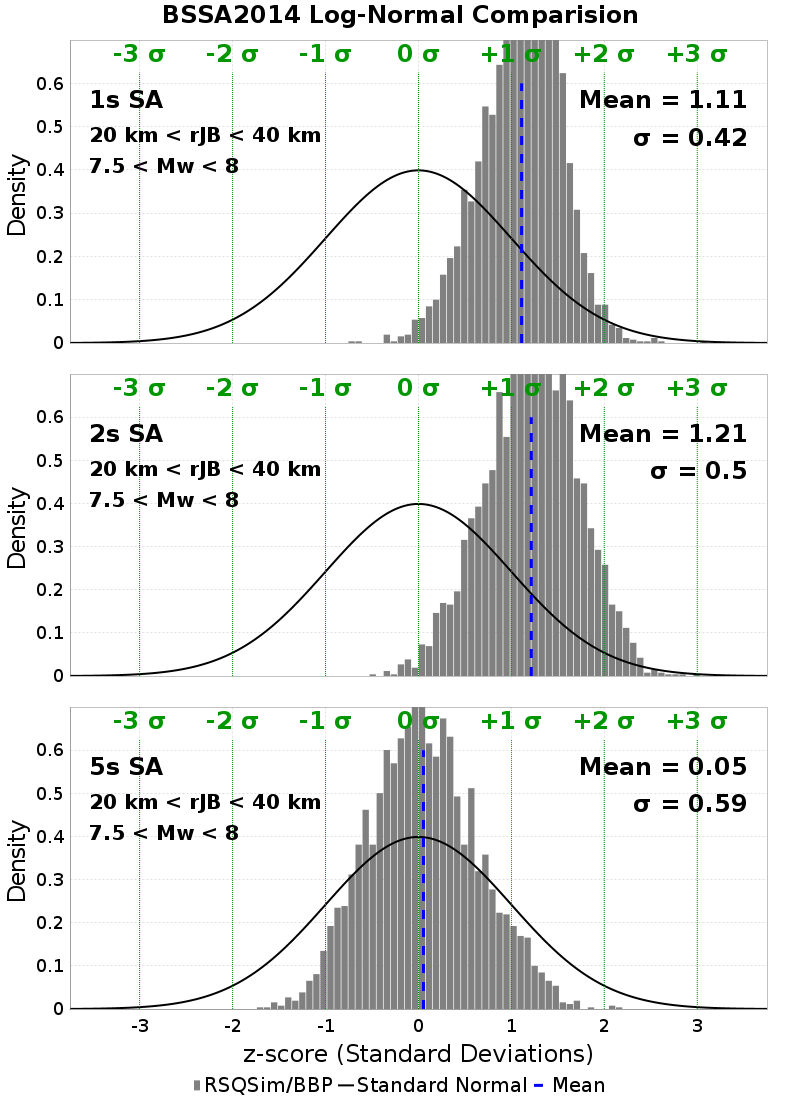 BSSA2014 Log-Normal Comparision
-3 σ -2 σ -1 σ 0 σ +1 σ +2 σ +3 σ
1s SA Mean = 1.11
20 km < rJB < 40 km σ = 0.42
7.5 < Mw < 8
Density
0.6
0.5
0.4
0.3
0.2
0.1
0
-3 σ -2 σ -1 σ 0 σ +1 σ +2 σ +3 σ
2s SA Mean = 1.21
20 km < rJB < 40 km σ = 0.5
7.5 < Mw < 8
Density
0.6
0.5
0.4
0.3
0.2
0.1
0
-3 σ -2 σ -1 σ 0 σ +1 σ +2 σ +3 σ
5s SA Mean = 0.05
20 km < rJB < 40 km σ = 0.59
7.5 < Mw < 8
Density
0.6
0.5
0.4
0.3
0.2
0.1
0
-3 -2 -1 0 1 2 3
z-score (Standard Deviations)
RSQSim/BBP Standard Normal Mean